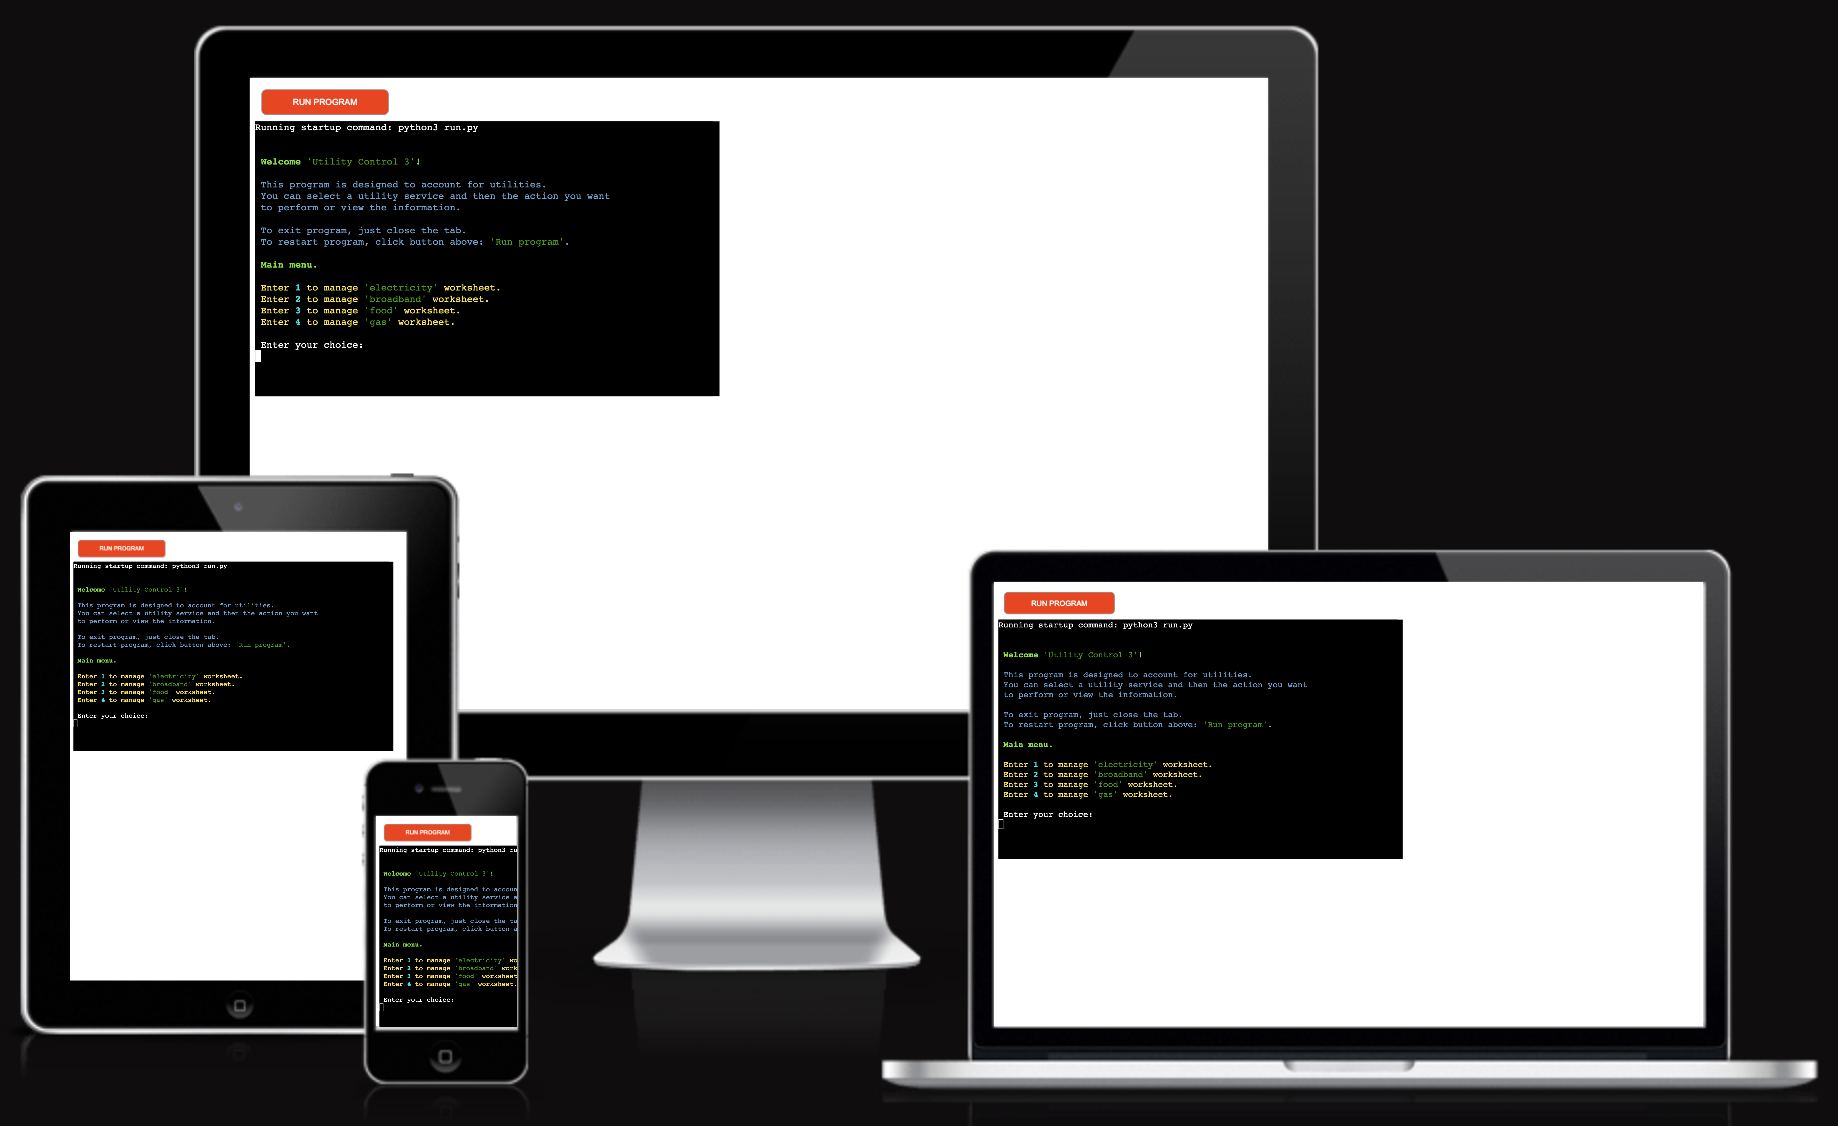 RUN PROGRAM
Running startup command: python3 run.py
Welcome 'Utility Control 3'!
This program is designed to account for utilities.
You can select a utility service and then the action you want
to perform or view the information.
To exit program, just close the tab.
To restart program, click button above: 'Run program'.
Main menu.
Enter 1 to manage 'electricity' worksheet.
Enter 2 to manage 'broadband' worksheet.
Enter 3 to manage 'food' worksheet.
Enter 4 to manage 'gas' worksheet.
Enter your choice:
RUN PROGRAM
Running startup command: python3 run.py
Welcome 'Utility Control 3'!
This program is designed to account for utilities.
You can select a utility service and then the action you want
to perform or view the information.
To exit program, just close the tab.
To restart program, click button above: 'Run program'.
Main menu.
Enter 1 to manage 'electricity' worksheet.
Enter 2 to manage 'broadband' worksheet.
Enter 3 to manage 'food' worksheet.
Enter 4 to manage 'gas' worksheet.
Enter your choice:
RUN PROGRAM
Running startup command: python3 ru
Welcome 'Utility Control 3'!
This program is designed to accoun
You can select a utility service a
to perform or view the information
To exit program, just close the ta
To restart program, click button a
Main menu.
Enter 1 to manage 'electricity' wo
Enter 2 to manage 'broadband' work
Enter 3 to manage 'food' worksheet
Enter 4 to manage 'gas' worksheet.
Enter your choice:
RUN PROGRAM
Running startup command: python3 run.py
Welcome 'Utility Control 3'!
This program is designed to account for utilities.
You can select a utility service and then the action you want
to perform or view the information.
To exit program, just close the tab.
To restart program, click button above: 'Run program'.
Main menu.
Enter 1 to manage 'electricity' worksheet.
Enter 2 to manage 'broadband' worksheet.
Enter 3 to manage 'food' worksheet.
Enter 4 to manage 'gas' worksheet.
Enter your choice: